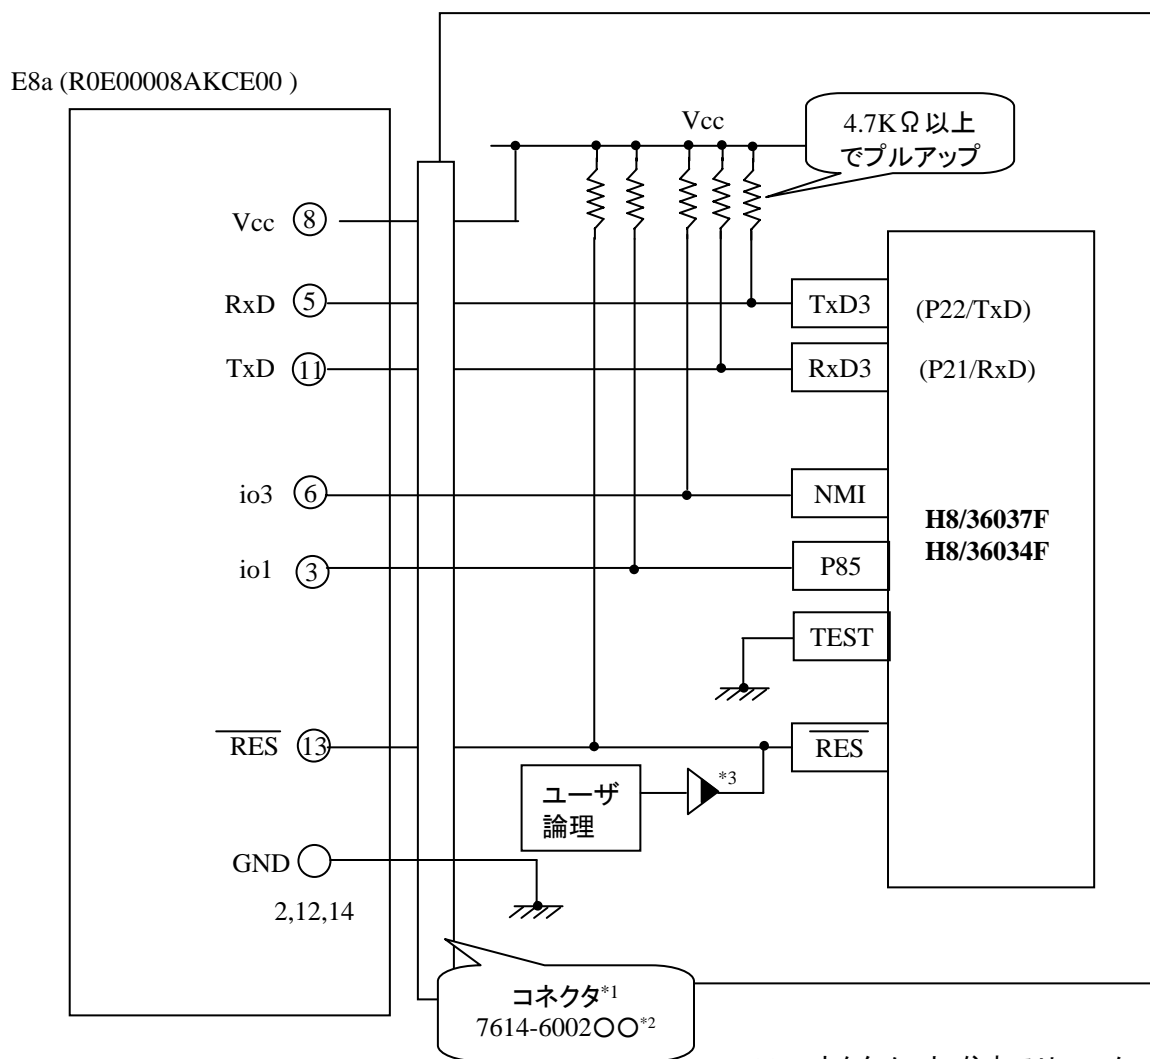 E8a (R0E00008AKCE00 )
Vcc
4.7KΩ以上
でプルアップ
Vcc 8
RxD 5
TxD3
(P22/TxD)
TxD 11
RxD3
(P21/RxD)
io3 6
NMI
H8/36037F
H8/36034F
io1 3
P85
TEST
RES 13
RES
*3
ユーザ
論理
GND
2,12,14
コネクタ*1
7614-6002〇〇*2